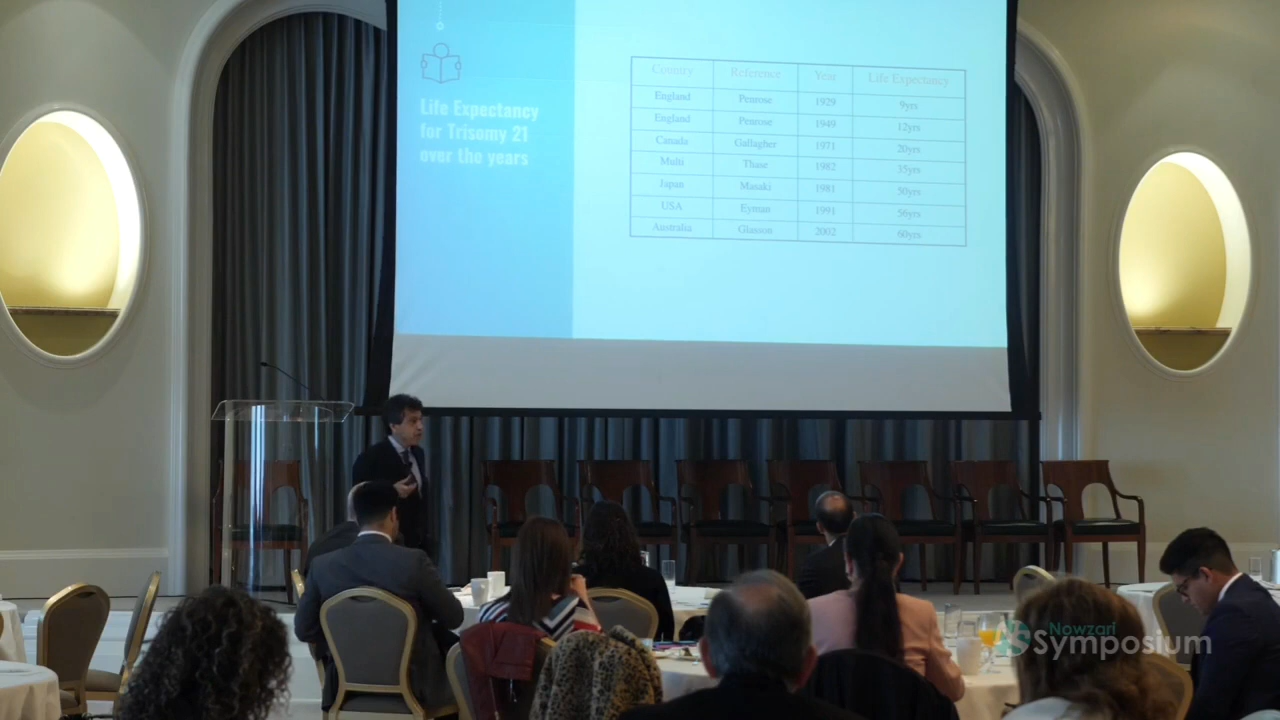 Life Expectancy
for Trisomy 21
over the years
Country Reference Year Life Expectancy
England Penrose 1929 9yrs
England Penrose 1949 12yrs
Canada Gallagher 1971 20yrs
Multi Thase 1982 35yrs
Japan Masaki 1981 50yrs
USA Eyman 1991 56yrs
Australia Glasson 2002 60yrs
NS Nowzari
Symposium